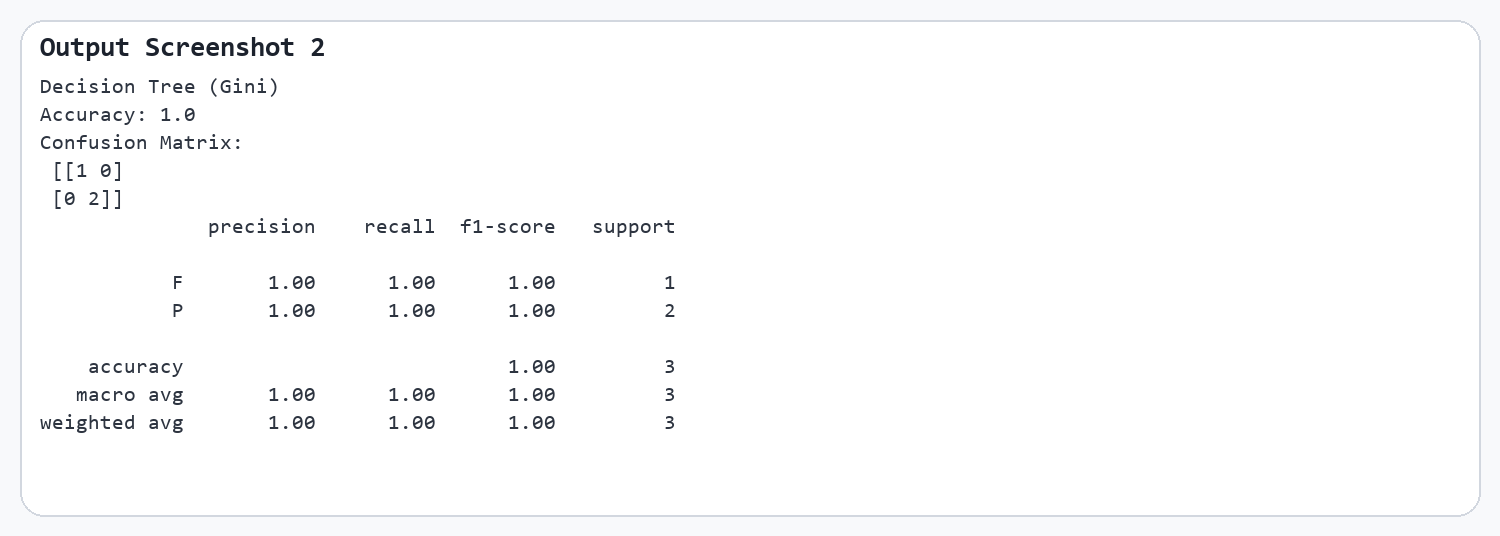 Output Screenshot 2
Decision Tree (Gini)
Accuracy: 1.0
Confusion Matrix:
 [[1 0]
 [0 2]]
              precision    recall  f1-score   support

           F       1.00      1.00      1.00         1
           P       1.00      1.00      1.00         2

    accuracy                           1.00         3
   macro avg       1.00      1.00      1.00         3
weighted avg       1.00      1.00      1.00         3